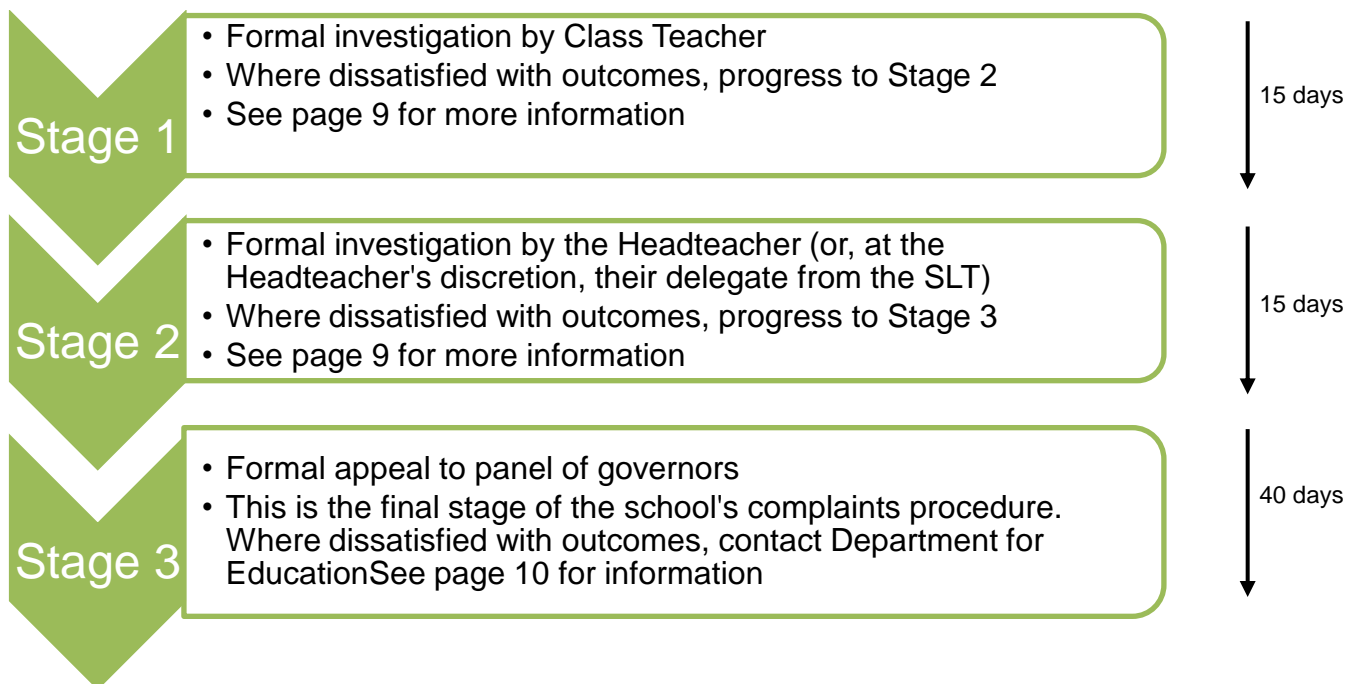 Stage 1
• Formal investigation by Class Teacher
• Where dissatisfied with outcomes, progress to Stage 2
• See page 9 for more information
15 days
Stage 2
• Formal investigation by the Headteacher (or, at the
Headteacher's discretion, their delegate from the SLT)
• Where dissatisfied with outcomes, progress to Stage 3
• See page 9 for more information
15 days
Stage 3
• Formal appeal to panel of governors
• This is the final stage of the school's complaints procedure.
Where dissatisfied with outcomes, contact Department for
EducationSee page 10 for information
40 days